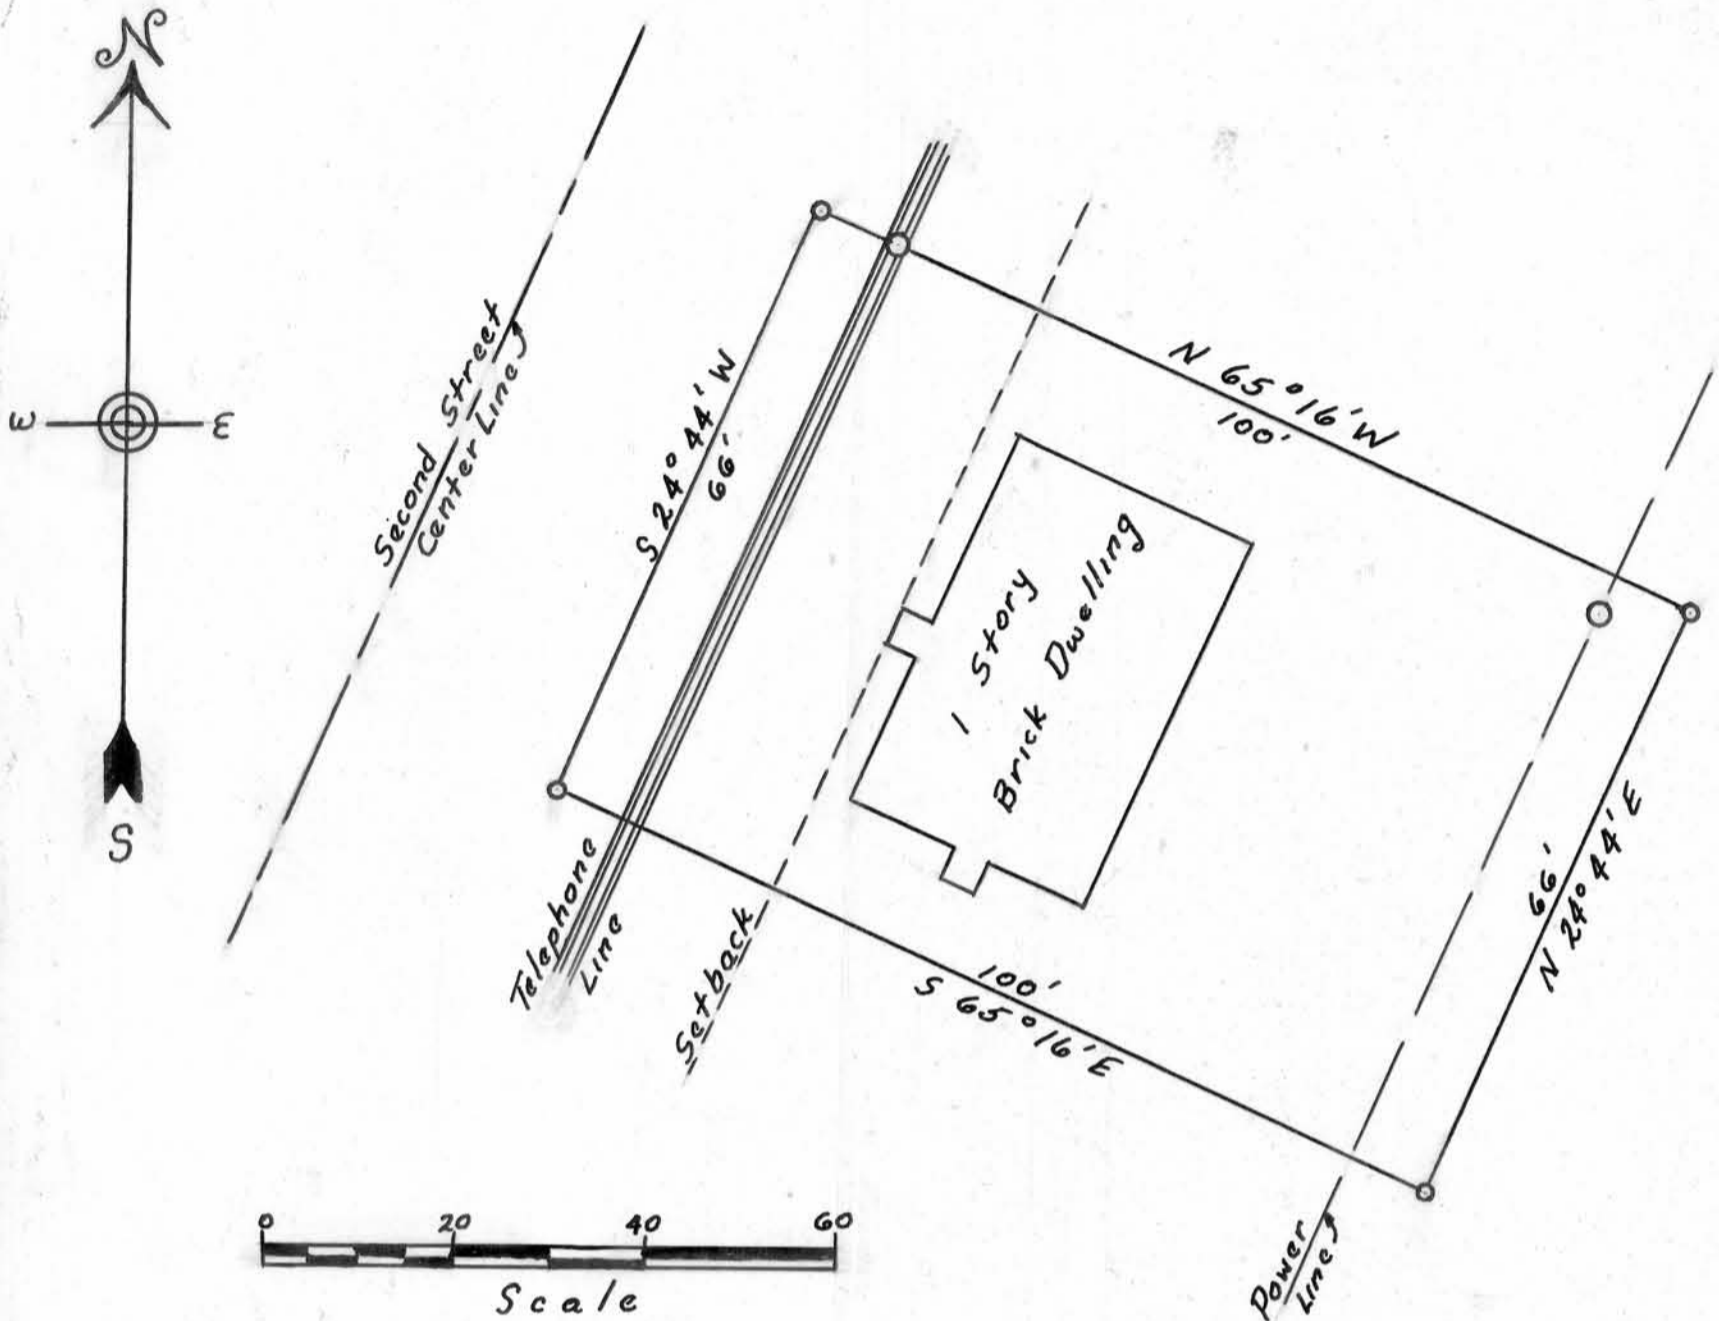 N
W E
S
Second Street
Center Line
S 24° 44' W
66'
N 65° 16' W
100'
1 Story
Brick Dwelling
Telephone
Line
Setback
100'
S 65° 16' E
66'
N 24° 44' E
Power
Line
0 20 40 60
Scale